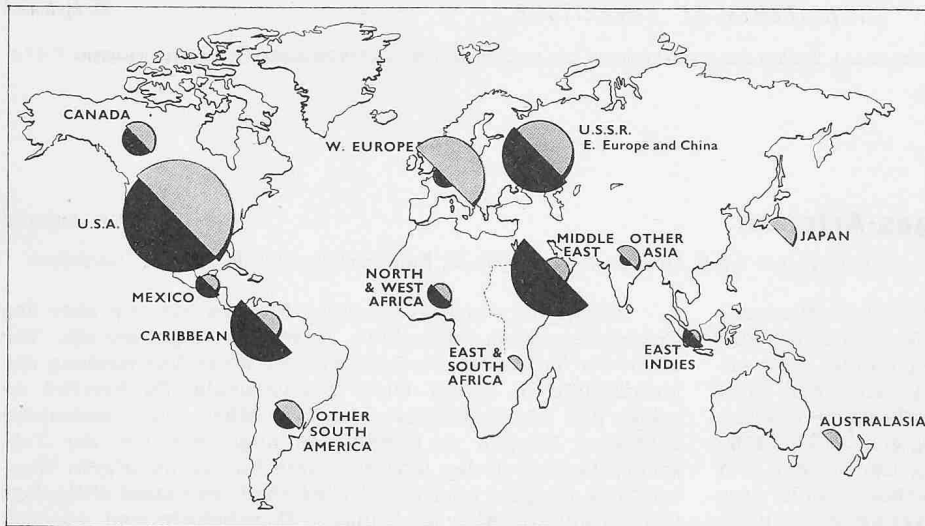 CANADA
W. EUROPE
U.S.S.R.
E. Europe and China
U.S.A.
MIDDLE
EAST
OTHER
ASIA
JAPAN
NORTH
& WEST
AFRICA
MEXICO
CARIBBEAN
EAST &
SOUTH
AFRICA
EAST
INDIES
OTHER
SOUTH
AMERICA
AUSTRALASIA